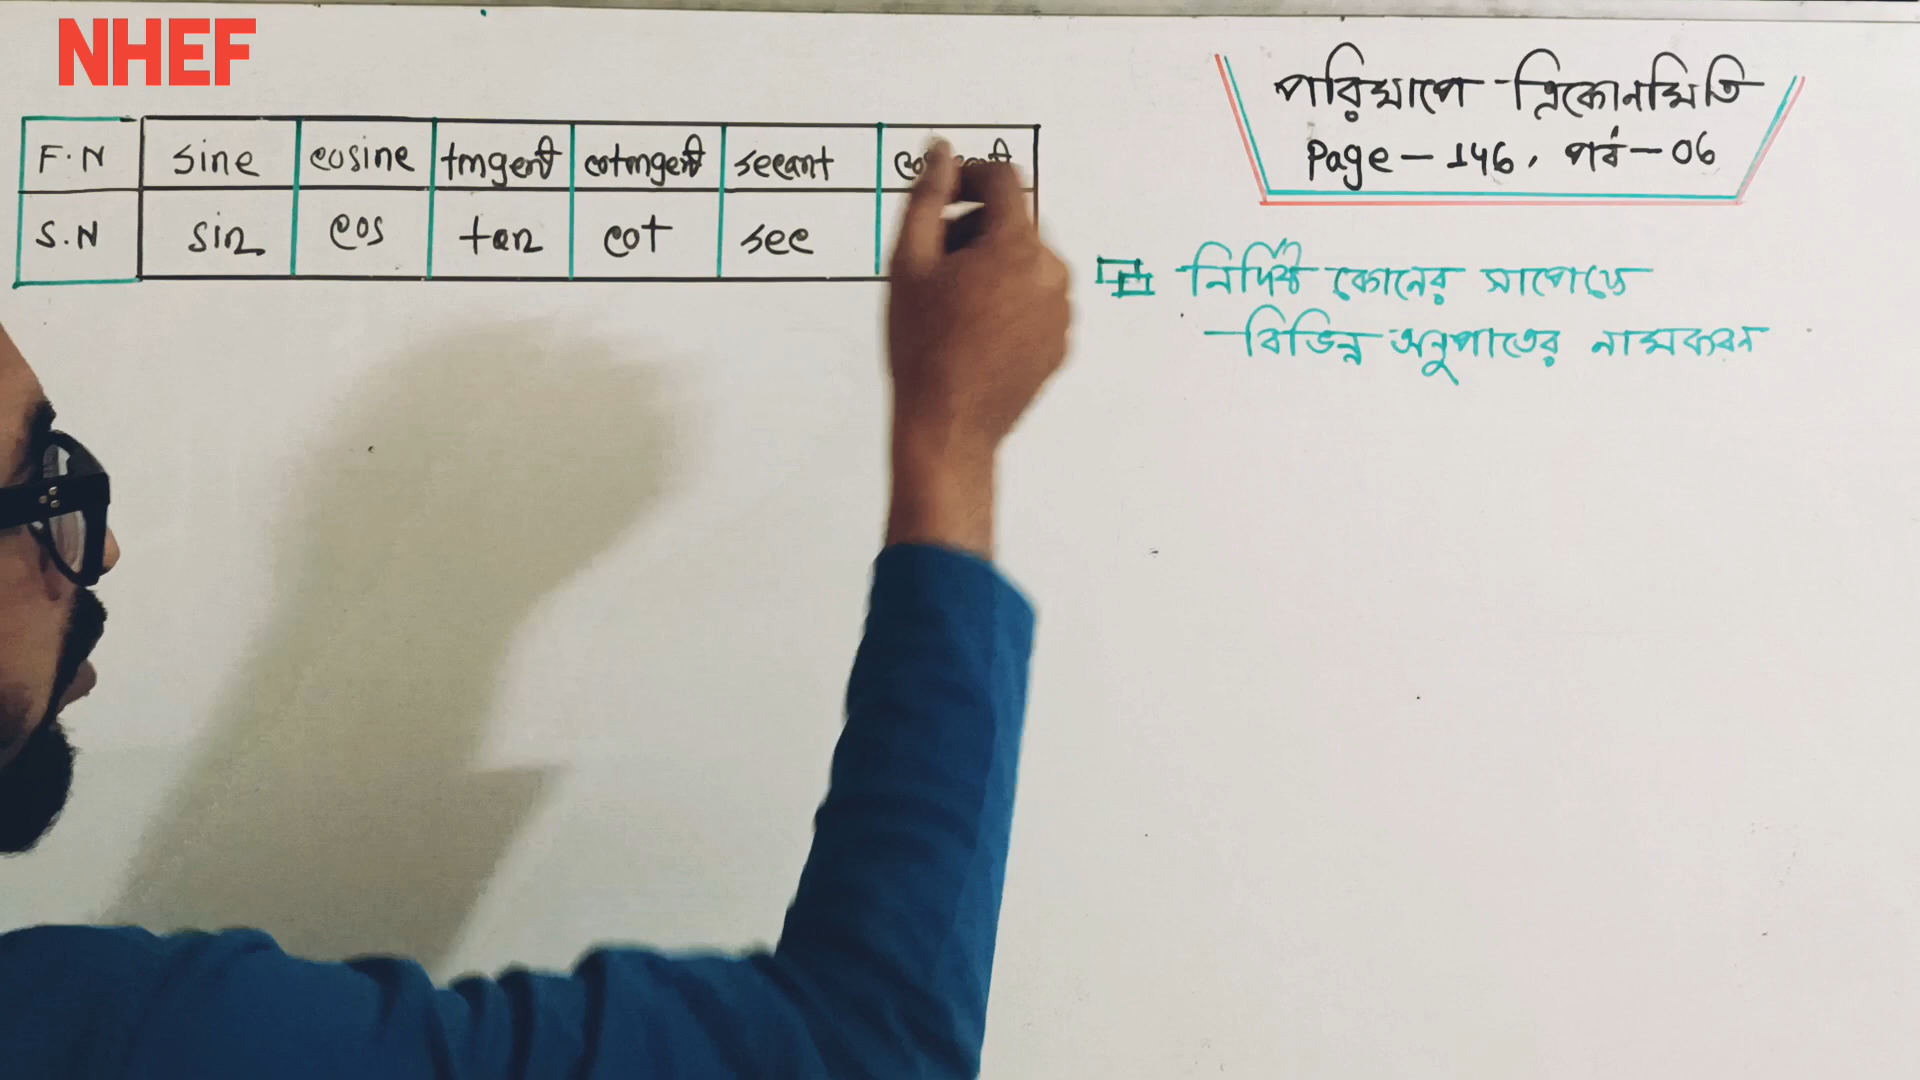 NHEF
পরিমাপে ত্রিকোনমিতি
Page – 146, পর্ব – 06
F.N sine cosine tangent cotangent secant
S.N sin cos tan cot sec
নির্দিষ্ট কোনের সাপেক্ষে
বিভিন্ন অনুপাতের নামকরন